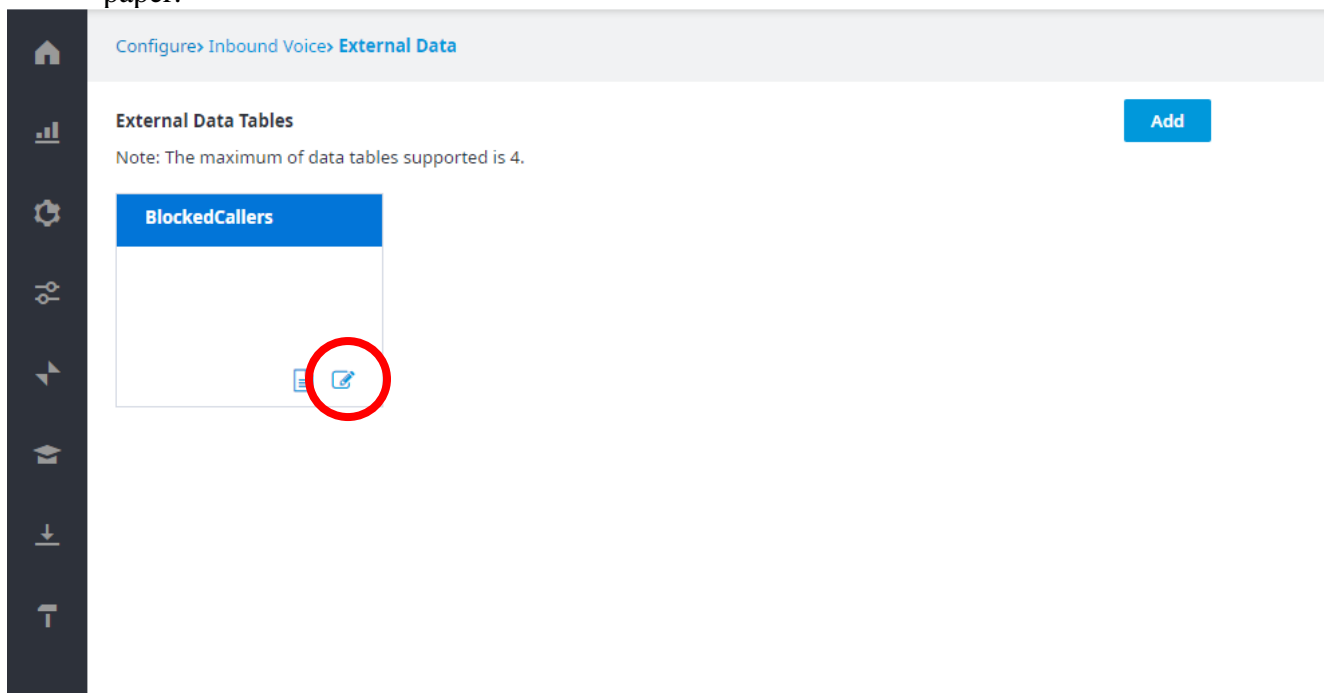 paper.
Configure› Inbound Voice› External Data
External Data Tables
Add
Note: The maximum of data tables supported is 4.
BlockedCallers